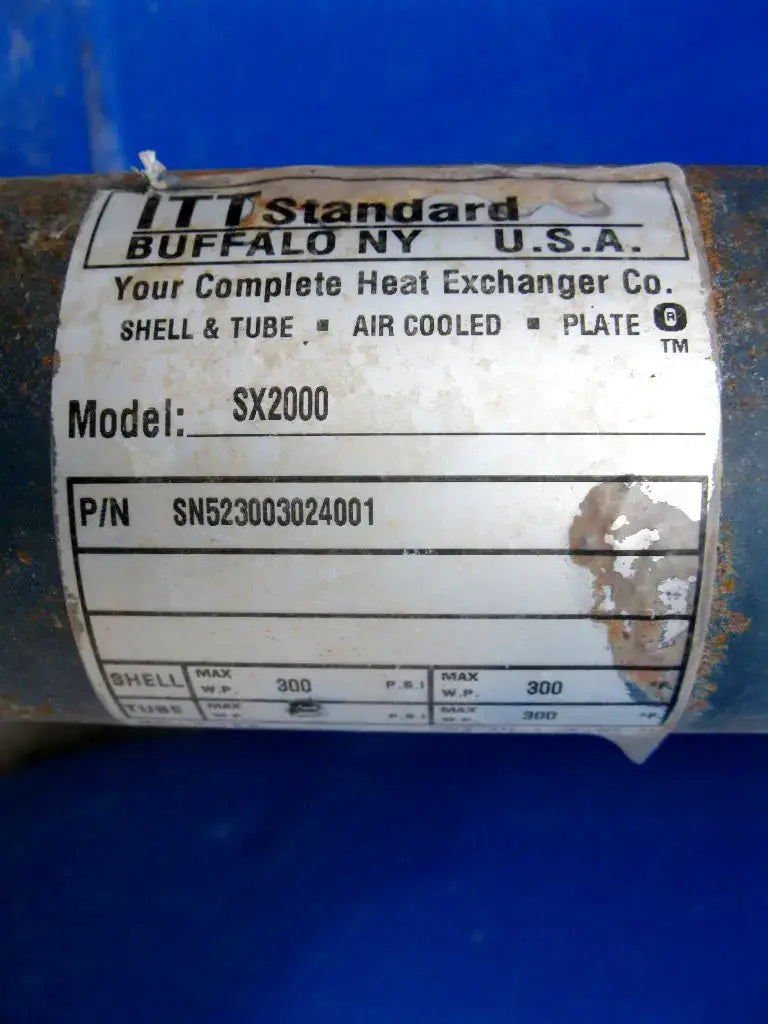 ITT Standard
BUFFALO NY U.S.A.
Your Complete Heat Exchanger Co.
SHELL & TUBE ▪ AIR COOLED ▪ PLATE ®
TM
Model: SX2000
P/N SN523003024001
SHELL MAX W.P. 300 P.S.I MAX W.P. 300 °F
TUBE MAX W.P. P.S.I MAX W.P. 300 °F